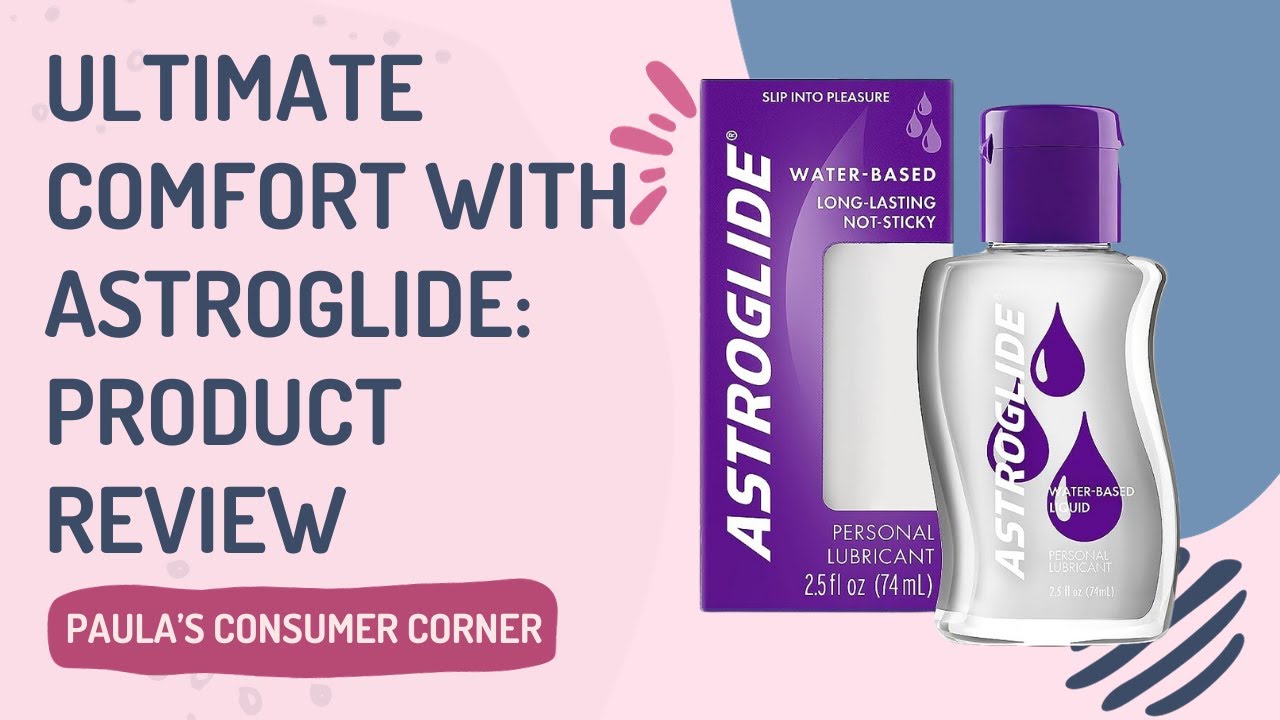 ULTIMATE
COMFORT WITH
ASTROGLIDE:
PRODUCT
REVIEW
PAULA'S CONSUMER CORNER
SLIP INTO PLEASURE
ASTROGLIDE®
WATER-BASED
LONG-LASTING
NOT-STICKY
PERSONAL
LUBRICANT
2.5 fl oz (74 mL)
ASTROGLIDE
WATER-BASED
LIQUID
PERSONAL
LUBRICANT
2.5 fl oz (74mL)